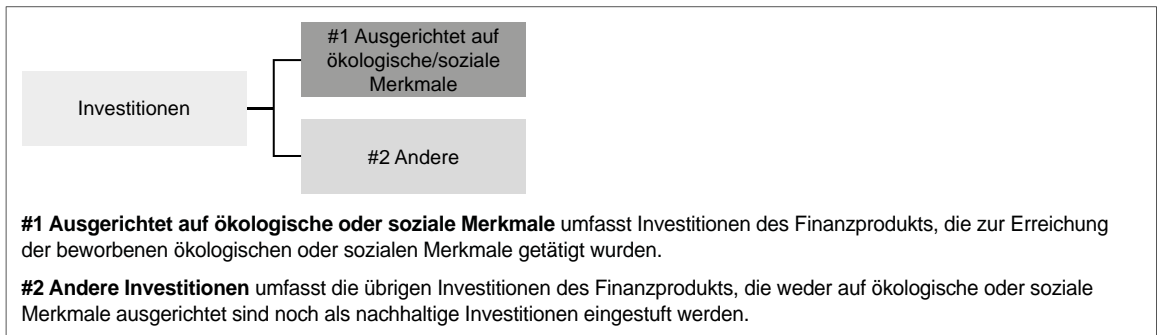 #1 Ausgerichtet auf
ökologische/soziale
Merkmale
Investitionen
#2 Andere
#1 Ausgerichtet auf ökologische oder soziale Merkmale umfasst Investitionen des Finanzprodukts, die zur Erreichung
der beworbenen ökologischen oder sozialen Merkmale getätigt wurden.
#2 Andere Investitionen umfasst die übrigen Investitionen des Finanzprodukts, die weder auf ökologische oder soziale
Merkmale ausgerichtet sind noch als nachhaltige Investitionen eingestuft werden.